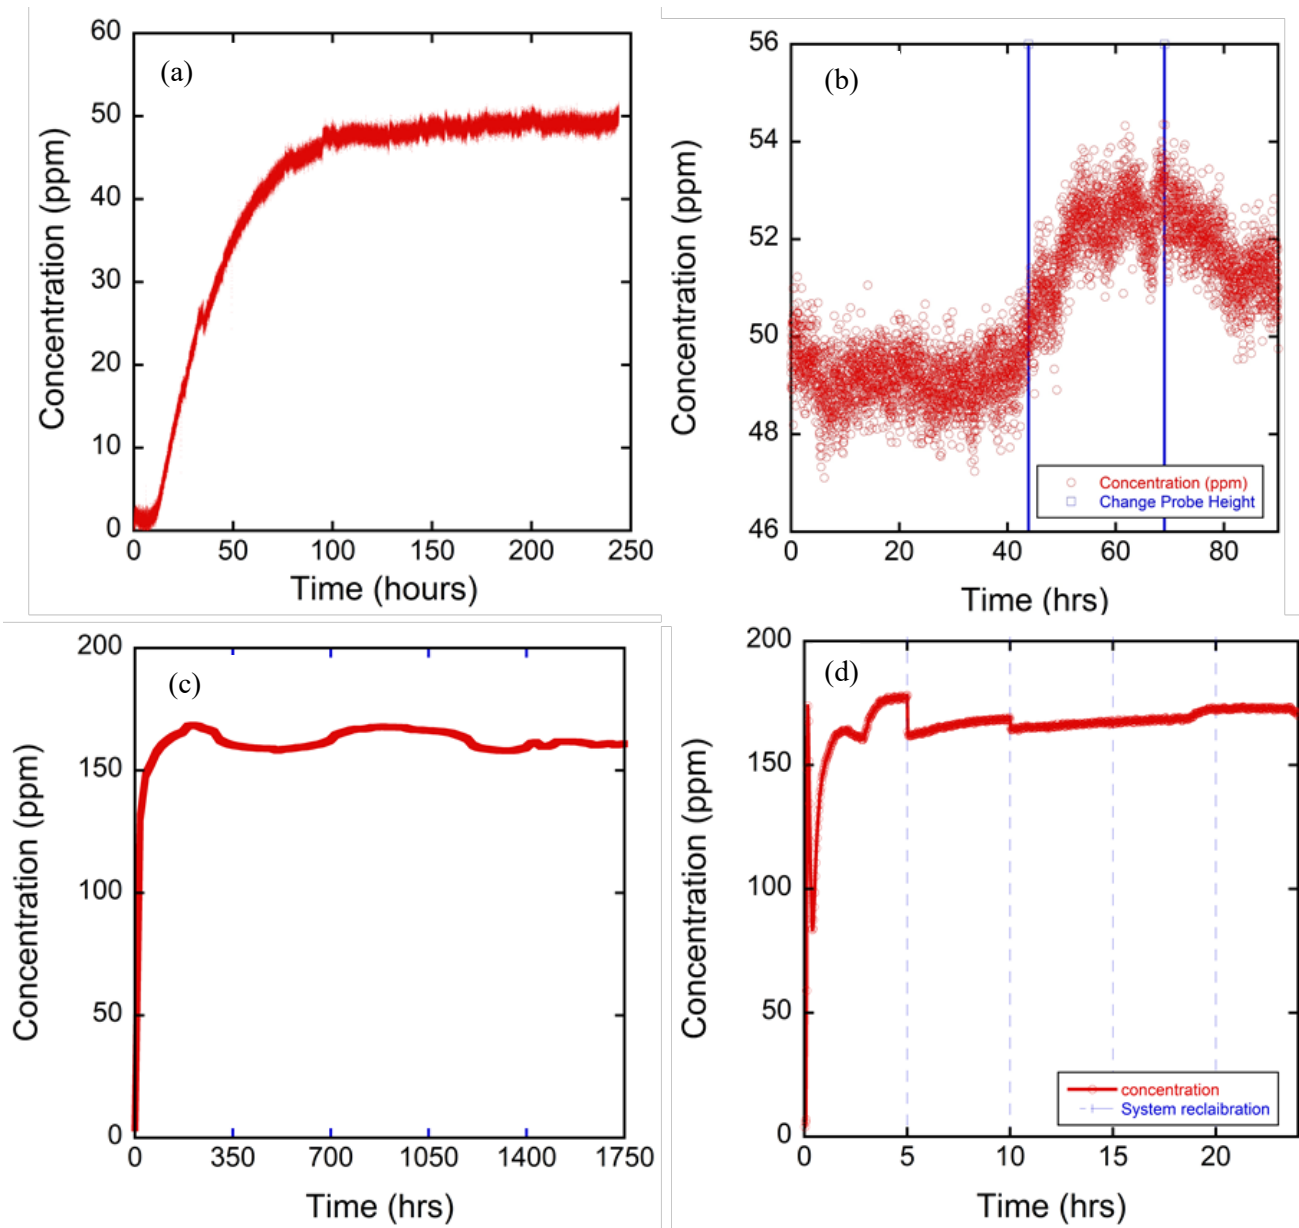 (a)
60
50
40
30
20
10
0
Concentration (ppm)
0 50 100 150 200 250
Time (hours)
(b)
56
54
52
50
48
46
Concentration (ppm)
Concentration (ppm)
Change Probe Height
0 20 40 60 80
Time (hrs)
(c)
200
150
100
50
0
Concentration (ppm)
0 350 700 1050 1400 1750
Time (hrs)
(d)
200
150
100
50
0
Concentration (ppm)
concentration
System reclaibration
0 5 10 15 20
Time (hrs)